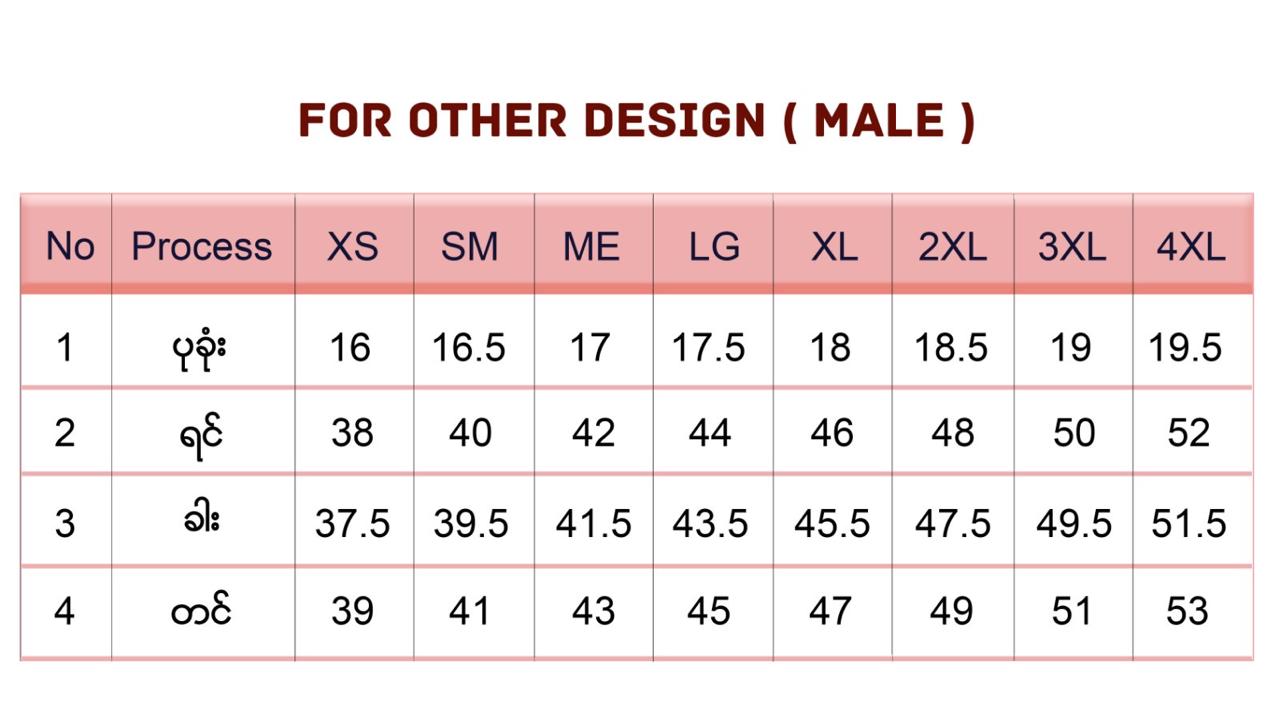 FOR OTHER DESIGN ( MALE )
No Process XS SM ME LG XL 2XL 3XL 4XL
1 ပုခုံး 16 16.5 17 17.5 18 18.5 19 19.5
2 ရင် 38 40 42 44 46 48 50 52
3 ခါး 37.5 39.5 41.5 43.5 45.5 47.5 49.5 51.5
4 တင် 39 41 43 45 47 49 51 53